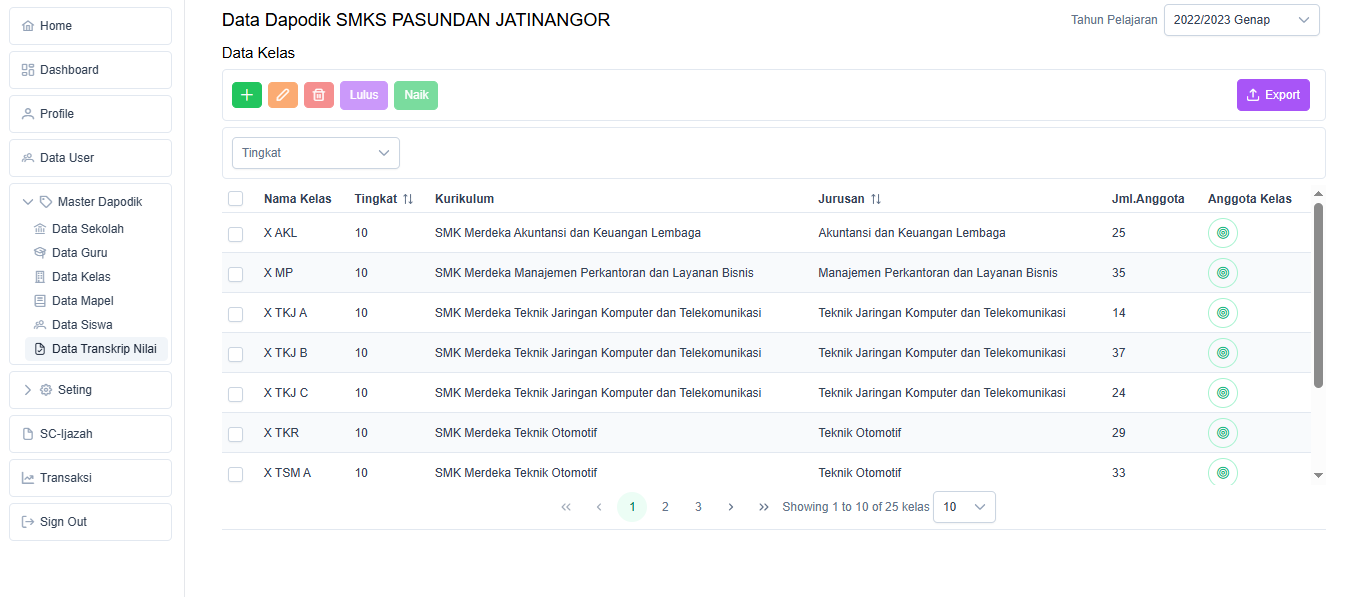 Home
Dashboard
Profile
Data User
Master Dapodik
Data Sekolah
Data Guru
Data Kelas
Data Mapel
Data Siswa
Data Transkrip Nilai
Seting
SC-Ijazah
Transaksi
Sign Out
Data Dapodik SMKS PASUNDAN JATINANGOR
Tahun Pelajaran 2022/2023 Genap
Data Kelas
Lulus Naik Export
Tingkat
Nama Kelas Tingkat Kurikulum Jurusan Jml.Anggota Anggota Kelas
X AKL 10 SMK Merdeka Akuntansi dan Keuangan Lembaga Akuntansi dan Keuangan Lembaga 25
X MP 10 SMK Merdeka Manajemen Perkantoran dan Layanan Bisnis Manajemen Perkantoran dan Layanan Bisnis 35
X TKJ A 10 SMK Merdeka Teknik Jaringan Komputer dan Telekomunikasi Teknik Jaringan Komputer dan Telekomunikasi 14
X TKJ B 10 SMK Merdeka Teknik Jaringan Komputer dan Telekomunikasi Teknik Jaringan Komputer dan Telekomunikasi 37
X TKJ C 10 SMK Merdeka Teknik Jaringan Komputer dan Telekomunikasi Teknik Jaringan Komputer dan Telekomunikasi 24
X TKR 10 SMK Merdeka Teknik Otomotif Teknik Otomotif 29
X TSM A 10 SMK Merdeka Teknik Otomotif Teknik Otomotif 33
1 2 3 Showing 1 to 10 of 25 kelas 10